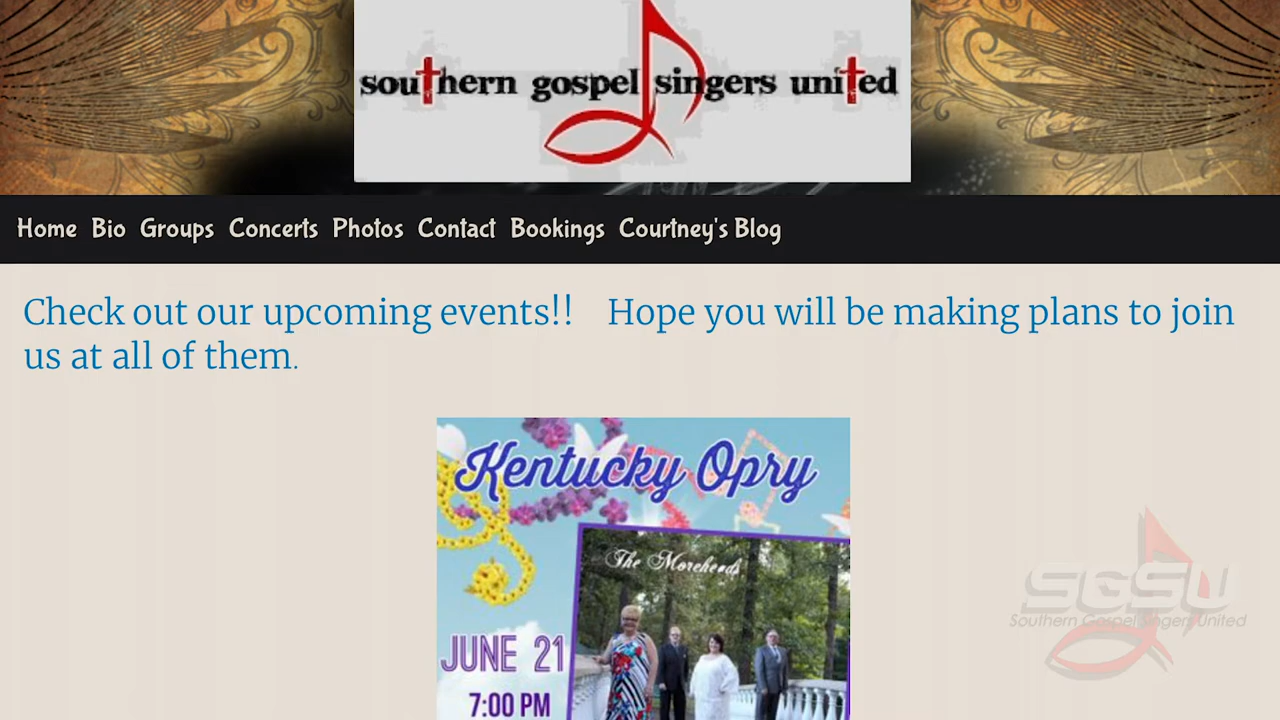 southern gospel singers united
Home Bio Groups Concerts Photos Contact Bookings Courtney's Blog
Check out our upcoming events!! Hope you will be making plans to join
us at all of them.
Kentucky Opry
The Moreheads
JUNE 21
7:00 PM
SGSU
Southern Gospel Singers United